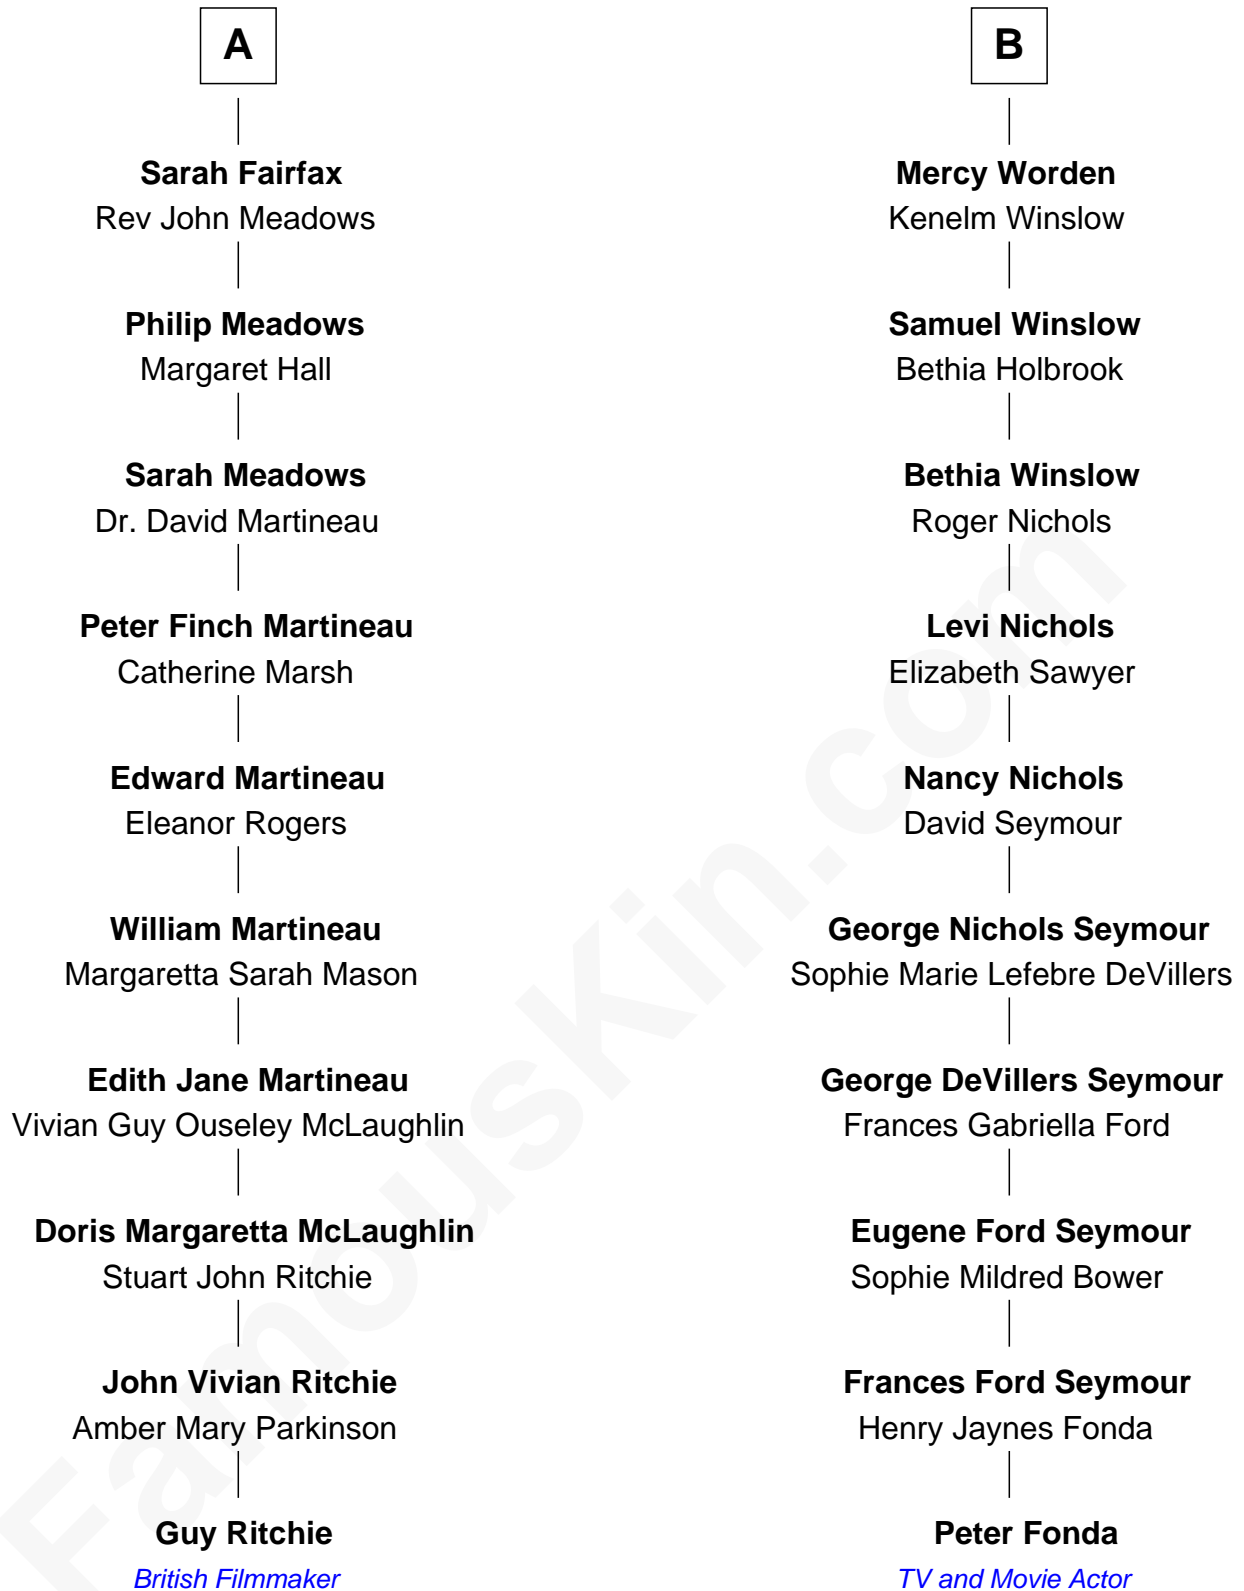 A
Sarah Fairfax
Rev John Meadows
Philip Meadows
Margaret Hall
Sarah Meadows
Dr. David Martineau
Peter Finch Martineau
Catherine Marsh
Edward Martineau
Eleanor Rogers
William Martineau
Margaretta Sarah Mason
Edith Jane Martineau
Vivian Guy Ouseley McLaughlin
Doris Margaretta McLaughlin
Stuart John Ritchie
John Vivian Ritchie
Amber Mary Parkinson
Guy Ritchie
British Filmmaker
B
Mercy Worden
Kenelm Winslow
Samuel Winslow
Bethia Holbrook
Bethia Winslow
Roger Nichols
Levi Nichols
Elizabeth Sawyer
Nancy Nichols
David Seymour
George Nichols Seymour
Sophie Marie Lefebre DeVillers
George DeVillers Seymour
Frances Gabriella Ford
Eugene Ford Seymour
Sophie Mildred Bower
Frances Ford Seymour
Henry Jaynes Fonda
Peter Fonda
TV and Movie Actor
FamousKin.com